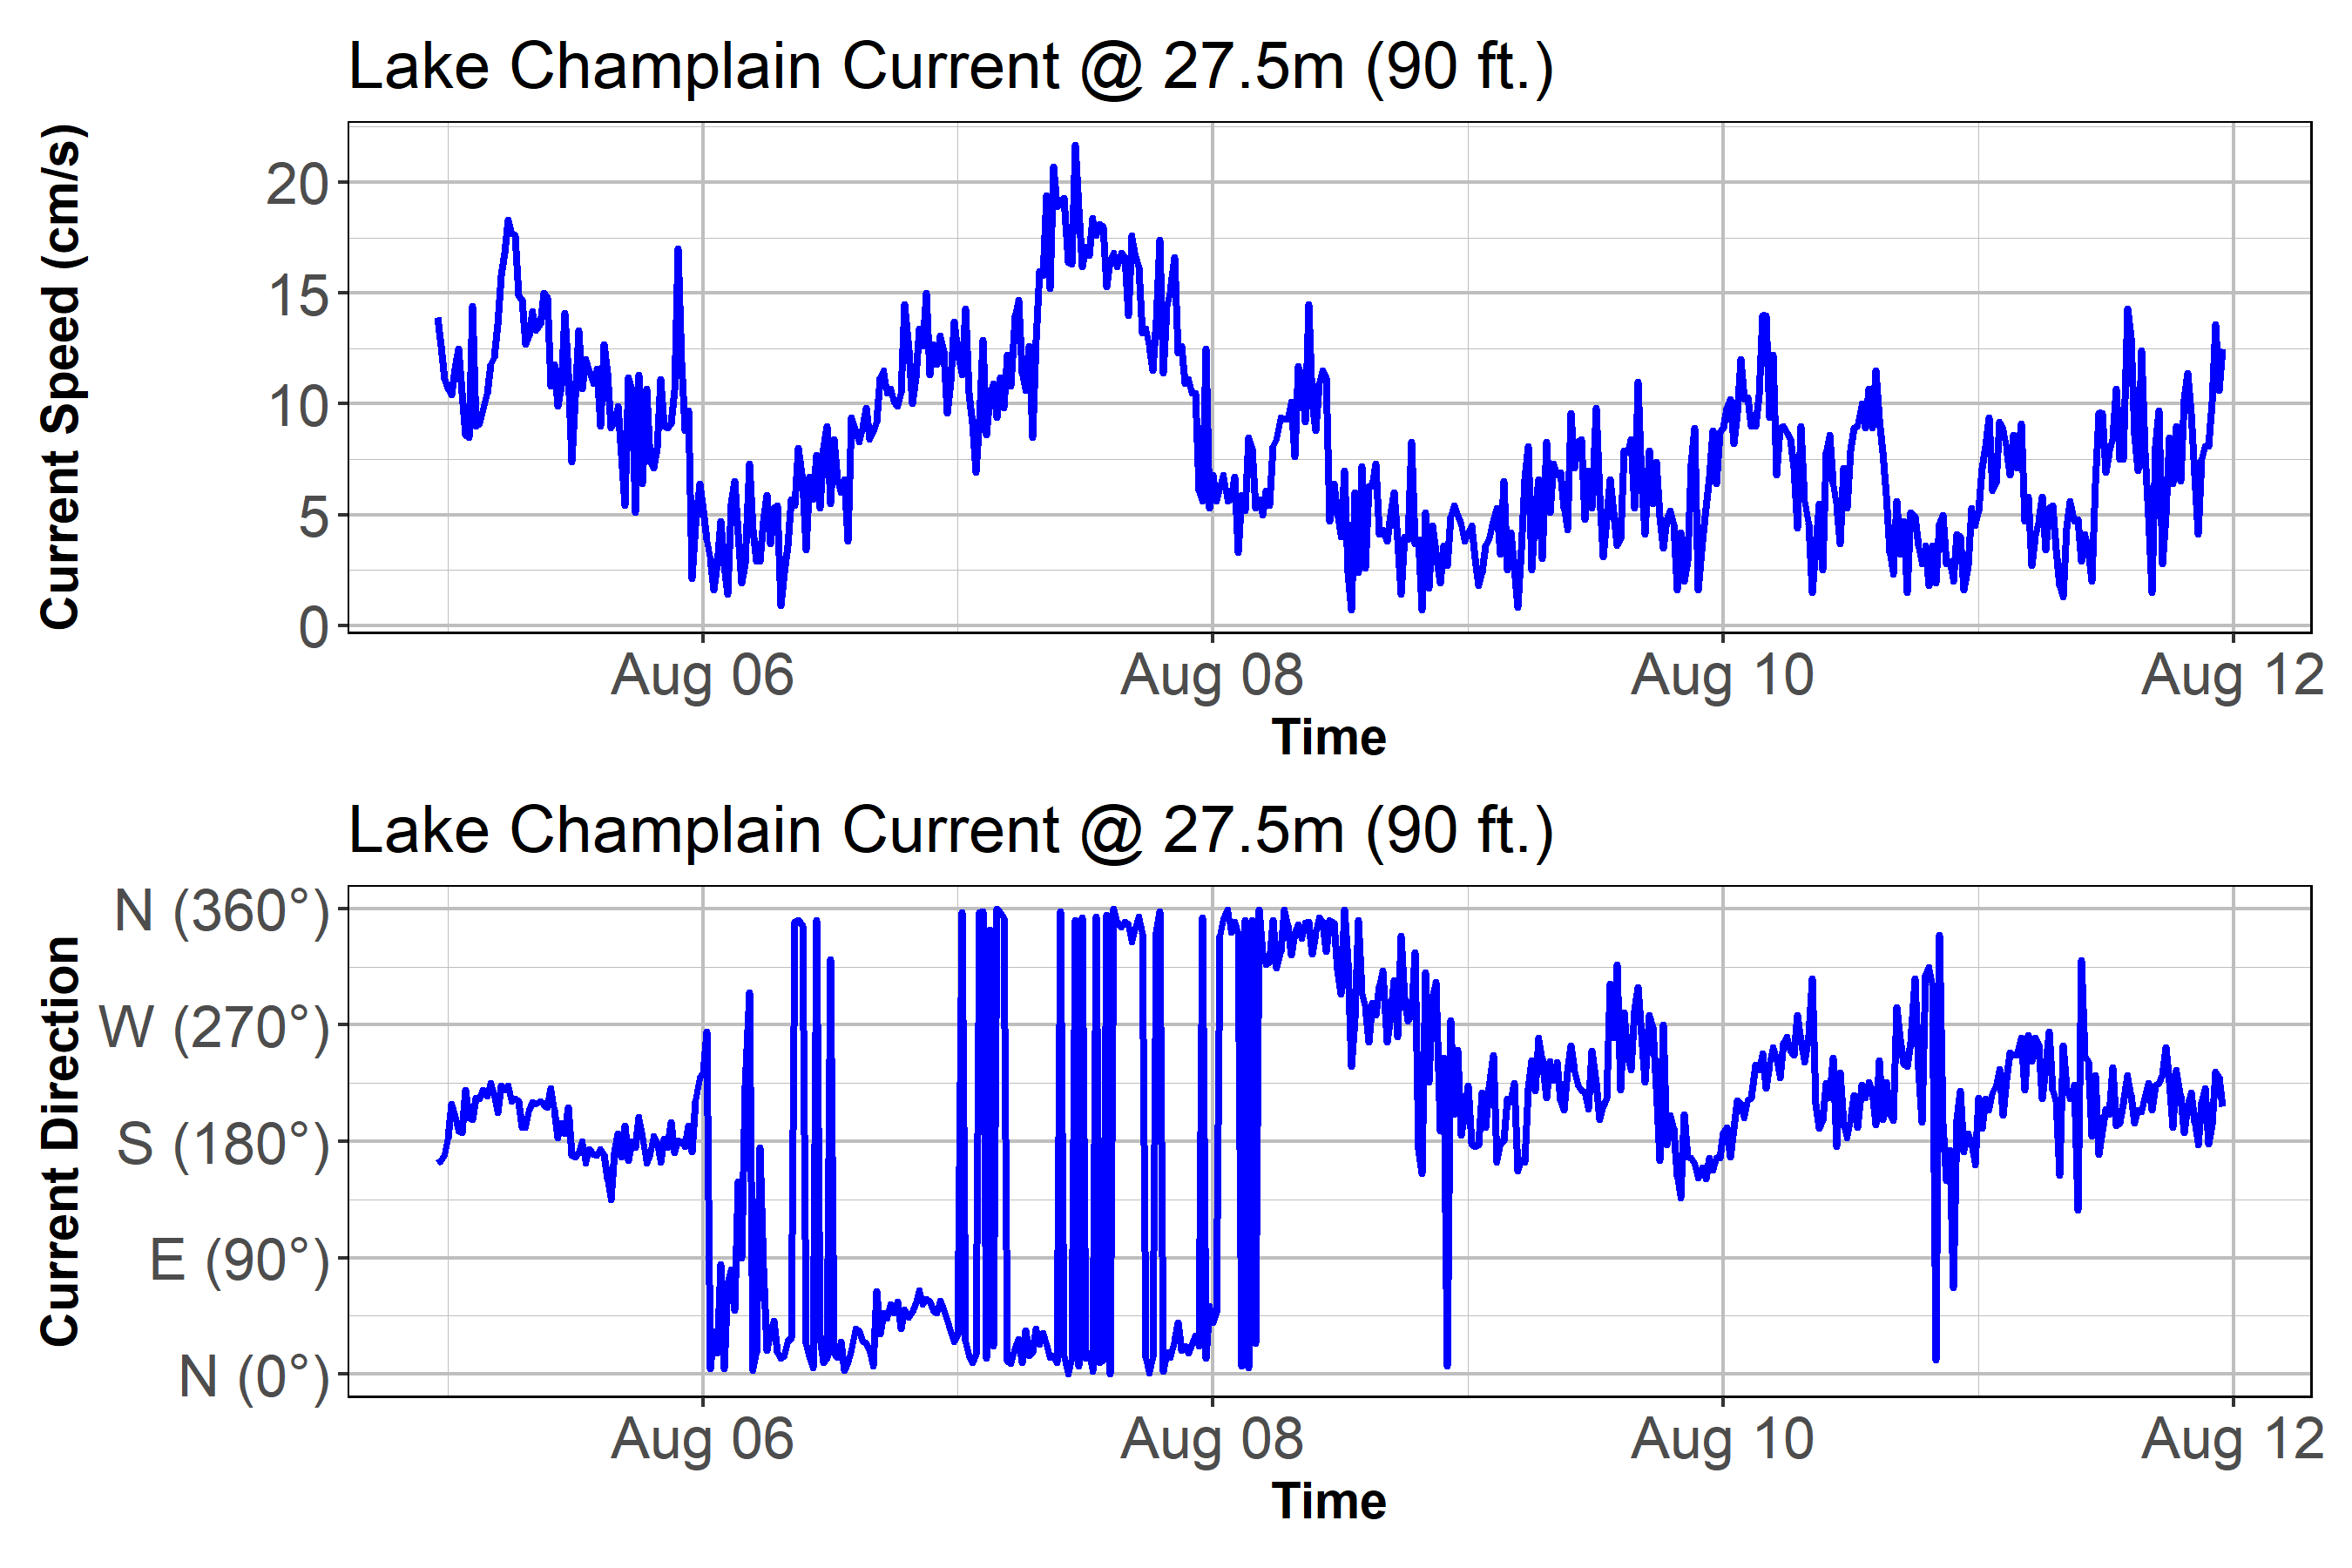 Lake Champlain Current @ 27.5m (90 ft.)
Current Speed (cm/s)
20
15
10
5
0
Aug 06 Aug 08 Aug 10 Aug 12
Time
Lake Champlain Current @ 27.5m (90 ft.)
Current Direction
N (360°)
W (270°)
S (180°)
E (90°)
N (0°)
Aug 06 Aug 08 Aug 10 Aug 12
Time